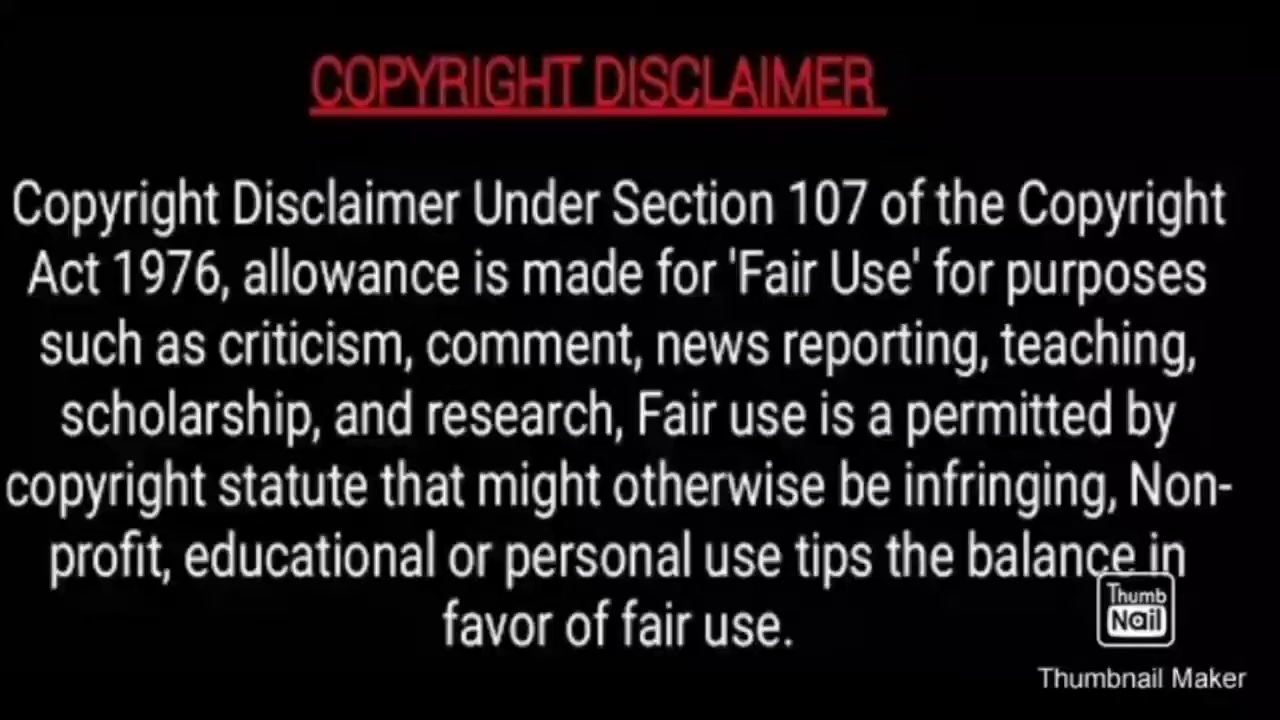 COPYRIGHT DISCLAIMER
Copyright Disclaimer Under Section 107 of the Copyright
Act 1976, allowance is made for 'Fair Use' for purposes
such as criticism, comment, news reporting, teaching,
scholarship, and research, Fair use is a permitted by
copyright statute that might otherwise be infringing, Non-
profit, educational or personal use tips the balance in
favor of fair use.
Thumb
Nail
Thumbnail Maker